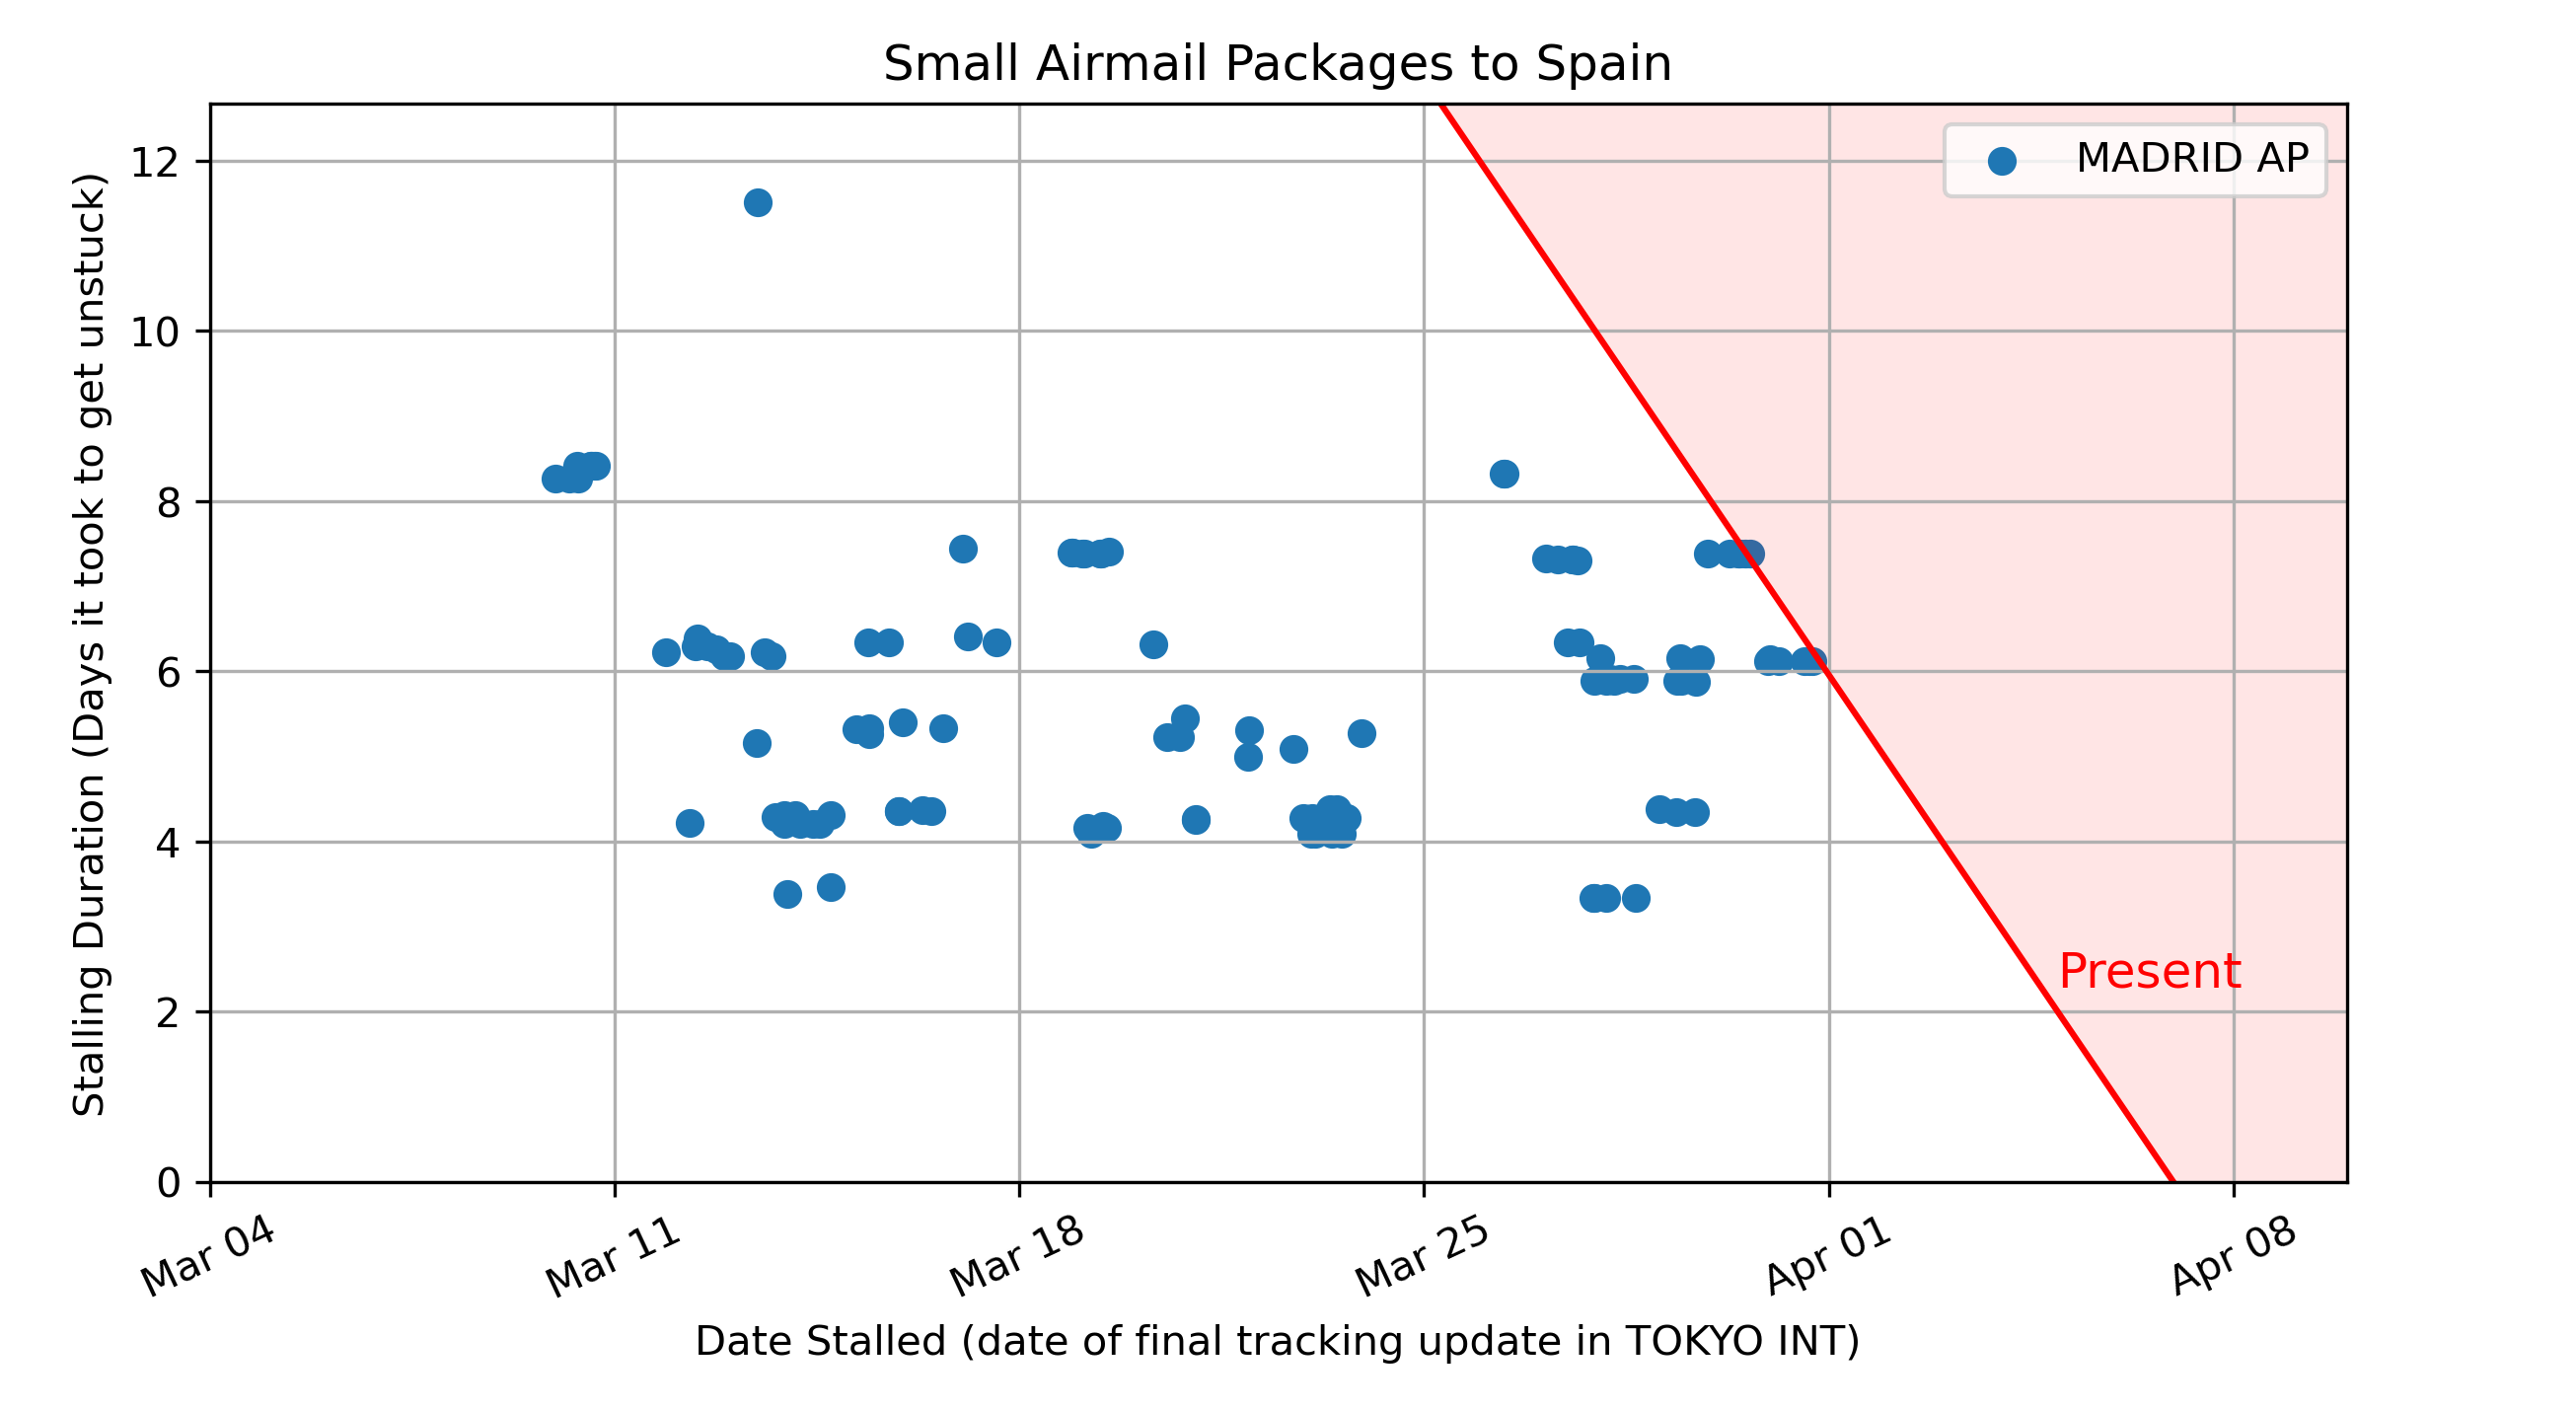 Small Airmail Packages to Spain
MADRID AP
Stalling Duration (Days it took to get unstuck)
12
10
8
6
4
2
0
Present
Mar 04
Mar 11
Mar 18
Mar 25
Apr 01
Apr 08
Date Stalled (date of final tracking update in TOKYO INT)